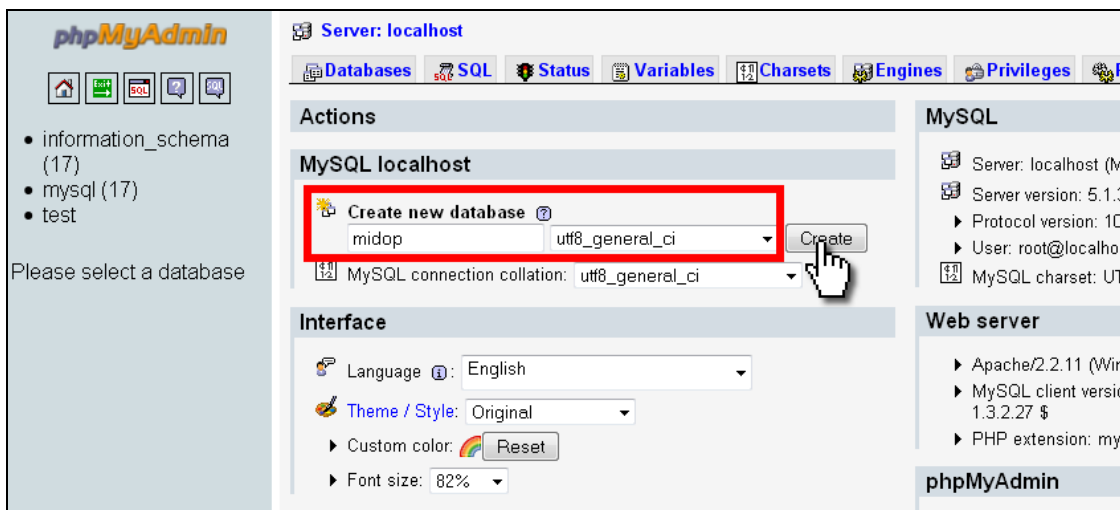 phpMyAdmin
information_schema
(17)
mysql (17)
test
Please select a database
Server: localhost
Databases SQL Status Variables Charsets Engines Privileges
Actions
MySQL localhost
Create new database
midop utf8_general_ci Create
MySQL connection collation: utf8_general_ci
Interface
Language : English
Theme / Style: Original
Custom color: Reset
Font size: 82%
MySQL
Server: localhost
Server version: 5.1.
Protocol version: 10
User: root@localho
MySQL charset:
Web server
Apache/2.2.11
MySQL client
1.3.2.27 $
PHP extension:
phpMyAdmin